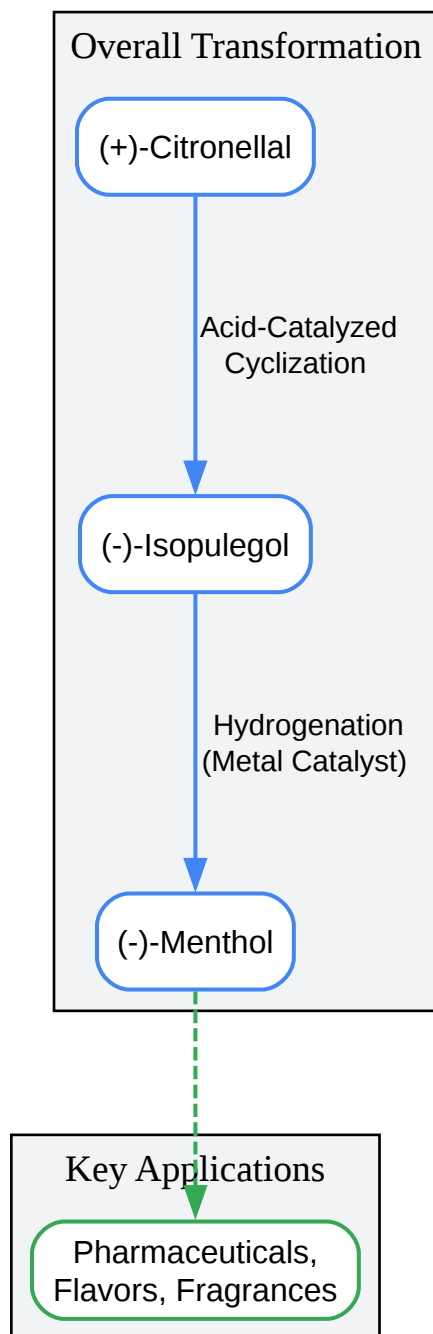 Overall Transformation
(+)-Citronellal
Acid-Catalyzed
Cyclization
(-)-Isopulegol
Hydrogenation
(Metal Catalyst)
(-)-Menthol
Key Applications
Pharmaceuticals,
Flavors, Fragrances